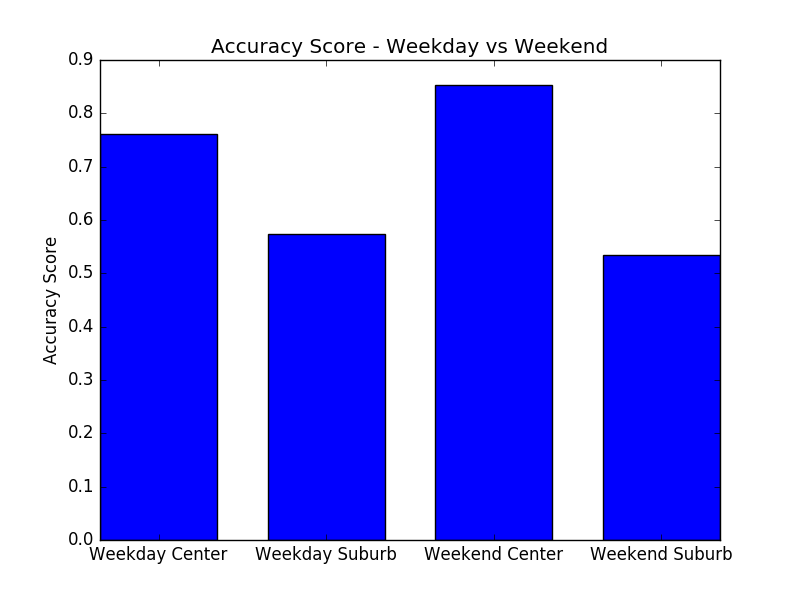 Accuracy Score - Weekday vs Weekend
0.9
0.8
0.7
0.6
0.5
0.4
0.3
0.2
0.1
0.0
Accuracy Score
Weekday Center
Weekday Suburb
Weekend Center
Weekend Suburb